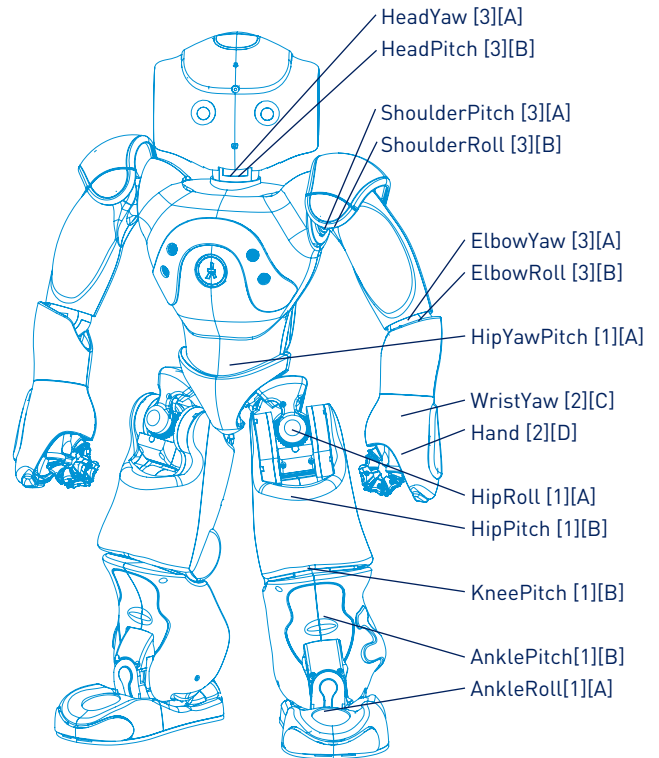 HeadYaw [3][A]
HeadPitch [3][B]
ShoulderPitch [3][A]
ShoulderRoll [3][B]
ElbowYaw [3][A]
ElbowRoll [3][B]
HipYawPitch [1][A]
WristYaw [2][C]
Hand [2][D]
HipRoll [1][A]
HipPitch [1][B]
KneePitch [1][B]
AnklePitch[1][B]
AnkleRoll[1][A]